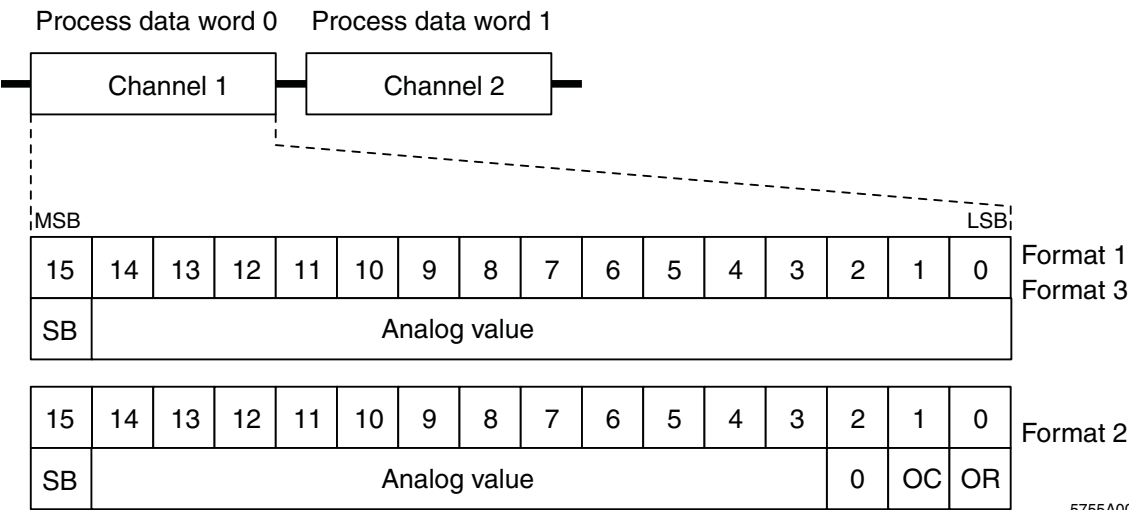 Process data word 0 Process data word 1
Channel 1 Channel 2
MSB LSB
15 14 13 12 11 10 9 8 7 6 5 4 3 2 1 0 Format 1
Format 3
SB Analog value
15 14 13 12 11 10 9 8 7 6 5 4 3 2 1 0 Format 2
SB Analog value 0 OC OR